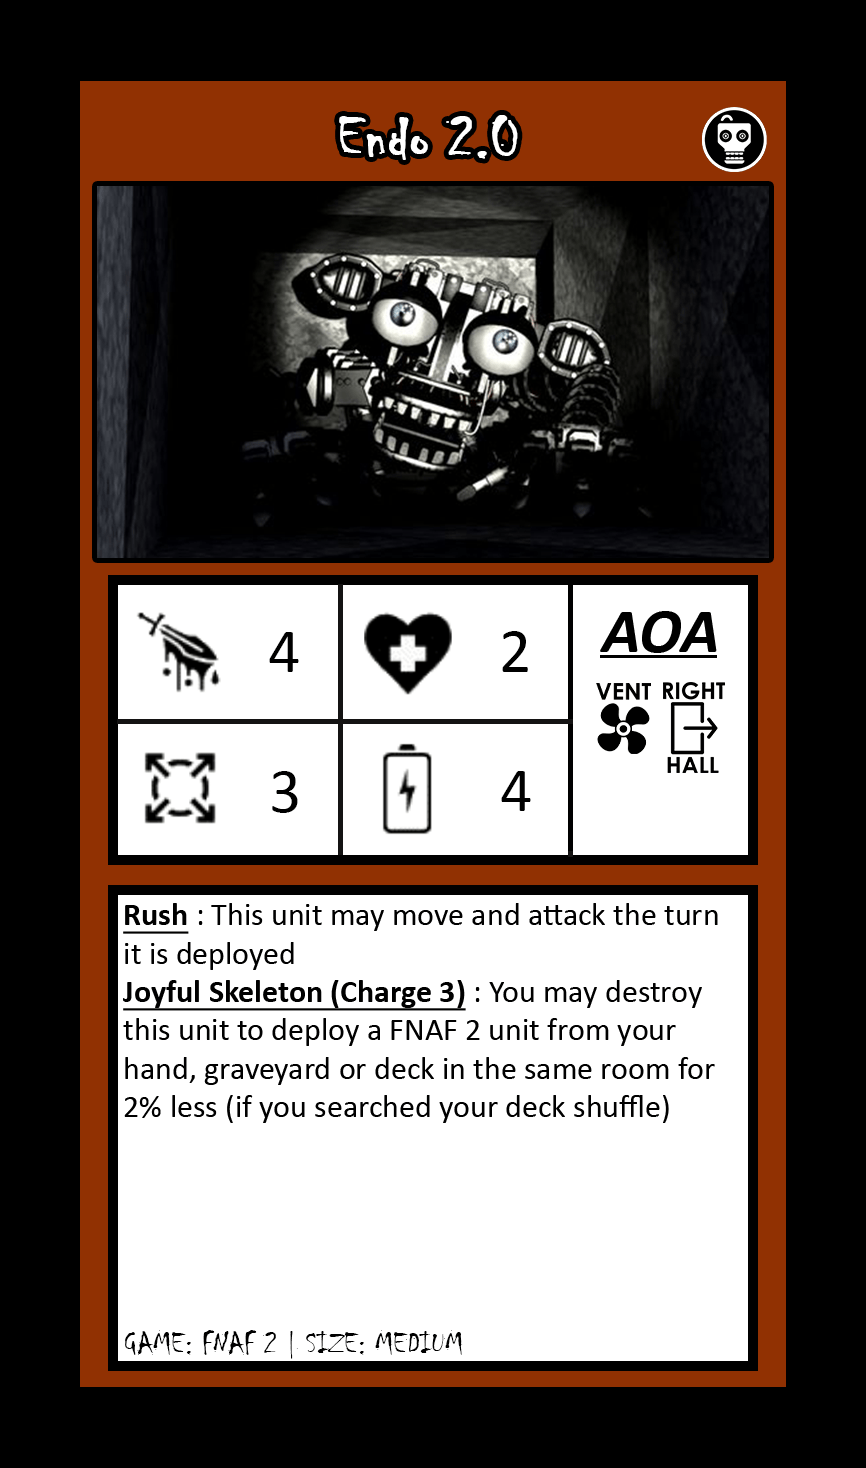 Endo 2.0
4
2
AOA
VENT RIGHT
HALL
3
4
Rush : This unit may move and attack the turn
it is deployed
Joyful Skeleton (Charge 3) : You may destroy
this unit to deploy a FNAF 2 unit from your
hand, graveyard or deck in the same room for
2% less (if you searched your deck shuffle)
GAME: FNAF 2 | SIZE: MEDIUM